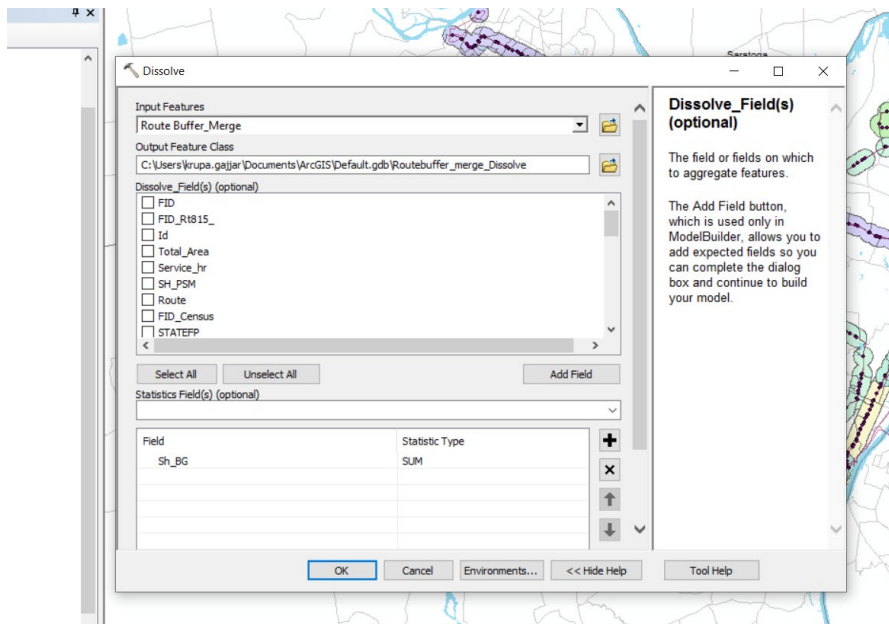 Saratoga
Dissolve
Input Features
Route Buffer_Merge
Output Feature Class
C:\Users\krupa.gajjar\Documents\ArcGIS\Default.gdb\Routebuffer_merge_Dissolve
Dissolve_Field(s) (optional)
FID
FID_Rt815_
Id
Total_Area
Service_hr
SH_PSM
Route
FID_Census
STATEFP
Select All
Unselect All
Add Field
Statistics Field(s) (optional)
Field
Statistic Type
Sh_BG
SUM
OK
Cancel
Environments...
<< Hide Help
Tool Help
Dissolve_Field(s)
(optional)
The field or fields on which
to aggregate features.
The Add Field button,
which is used only in
ModelBuilder, allows you to
add expected fields so you
can complete the dialog
box and continue to build
your model.